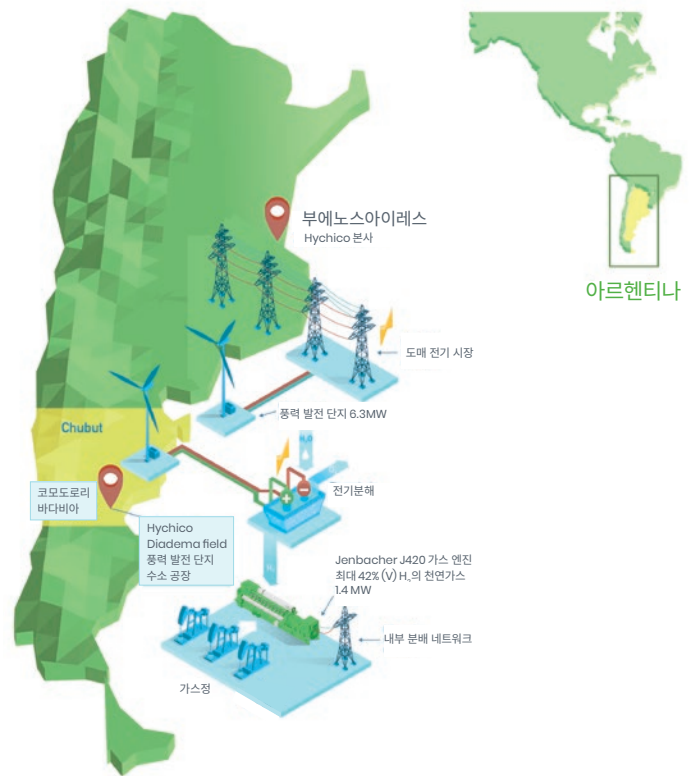 부에노스아이레스
Hychico 본사
아르헨티나
도매 전기 시장
풍력 발전 단지 6.3MW
Chubut
H₂O
전기분해
코모도로리
바다비아
Hychico
Diadema field
풍력 발전 단지
수소 공장
Jenbacher J420 가스 엔진
최대 42% (V) H₂의 천연가스
1.4 MW
내부 분배 네트워크
가스정